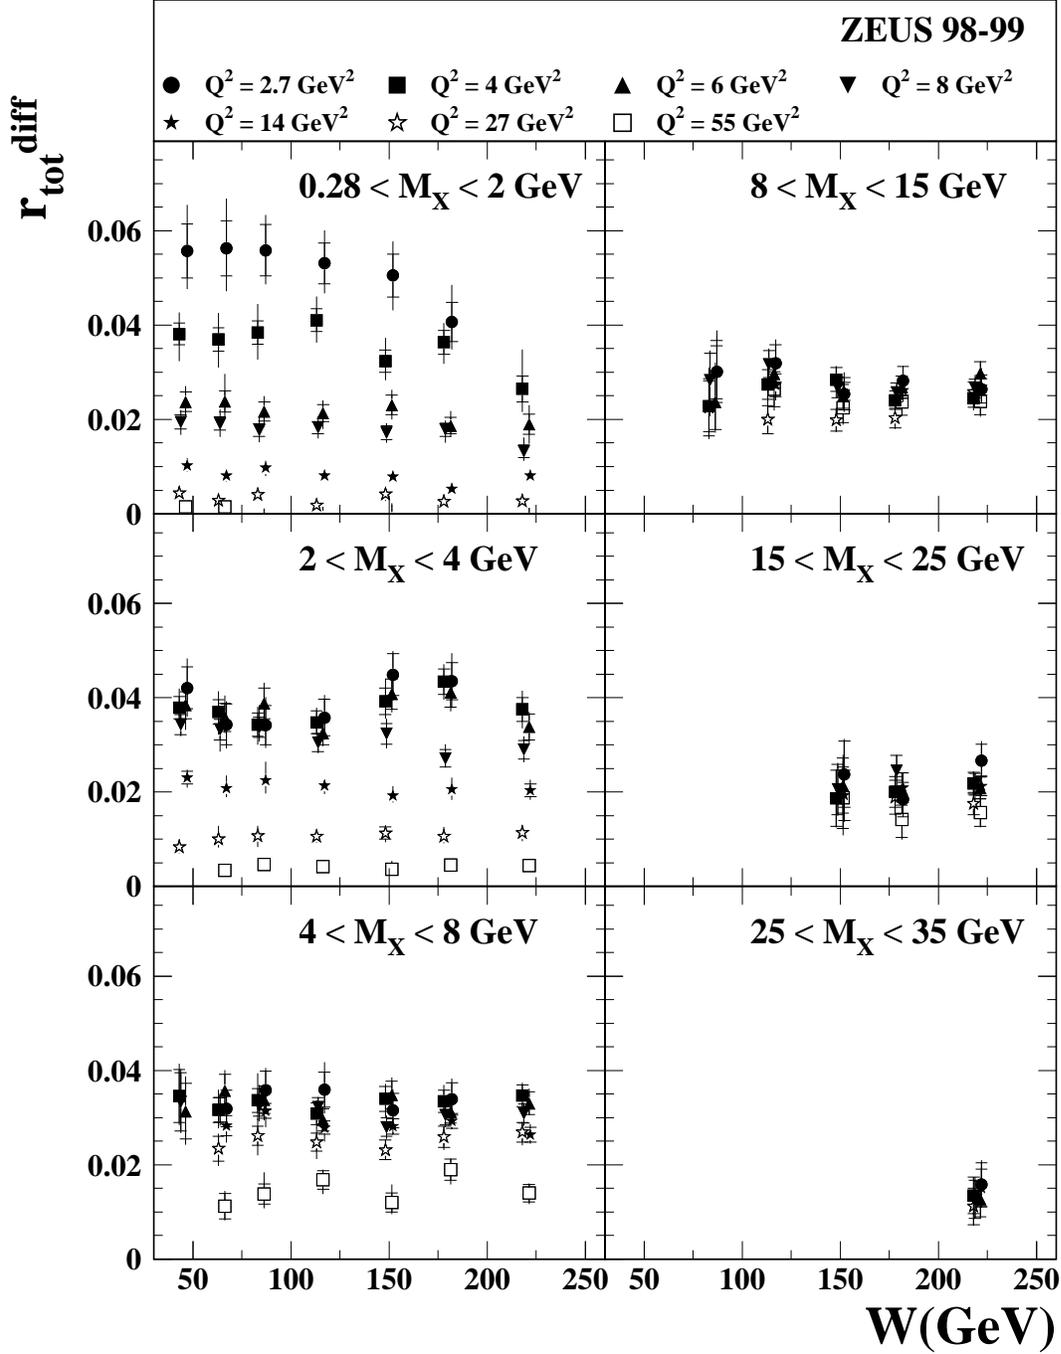 ZEUS 98-99
Q² = 2.7 GeV² Q² = 4 GeV² Q² = 6 GeV² Q² = 8 GeV²
Q² = 14 GeV² Q² = 27 GeV² Q² = 55 GeV²
r_tot^diff
0.28 < M_X < 2 GeV
8 < M_X < 15 GeV
0.06
0.04
0.02
0
2 < M_X < 4 GeV
15 < M_X < 25 GeV
0.06
0.04
0.02
0
4 < M_X < 8 GeV
25 < M_X < 35 GeV
0.06
0.04
0.02
0
50 100 150 200 250 50 100 150 200 250
W(GeV)